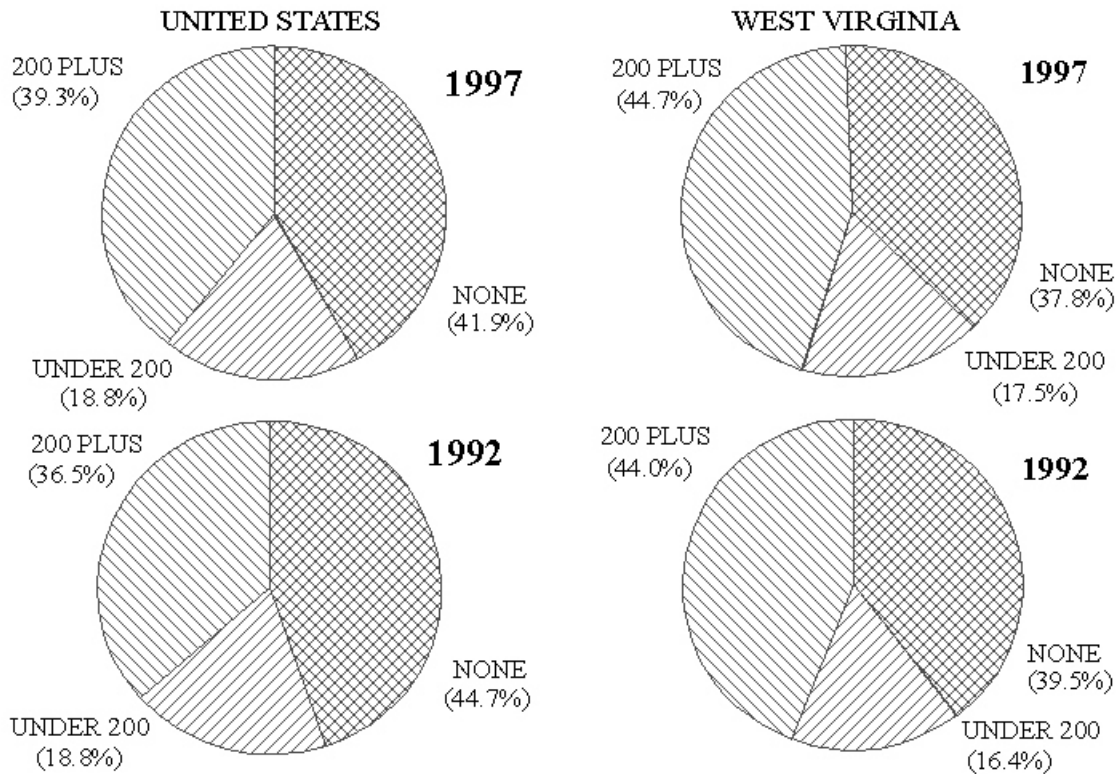 UNITED STATES
WEST VIRGINIA
200 PLUS
(39.3%)
1997
NONE
(41.9%)
UNDER 200
(18.8%)
200 PLUS
(44.7%)
1997
NONE
(37.8%)
UNDER 200
(17.5%)
200 PLUS
(36.5%)
1992
NONE
(44.7%)
UNDER 200
(18.8%)
200 PLUS
(44.0%)
1992
NONE
(39.5%)
UNDER 200
(16.4%)